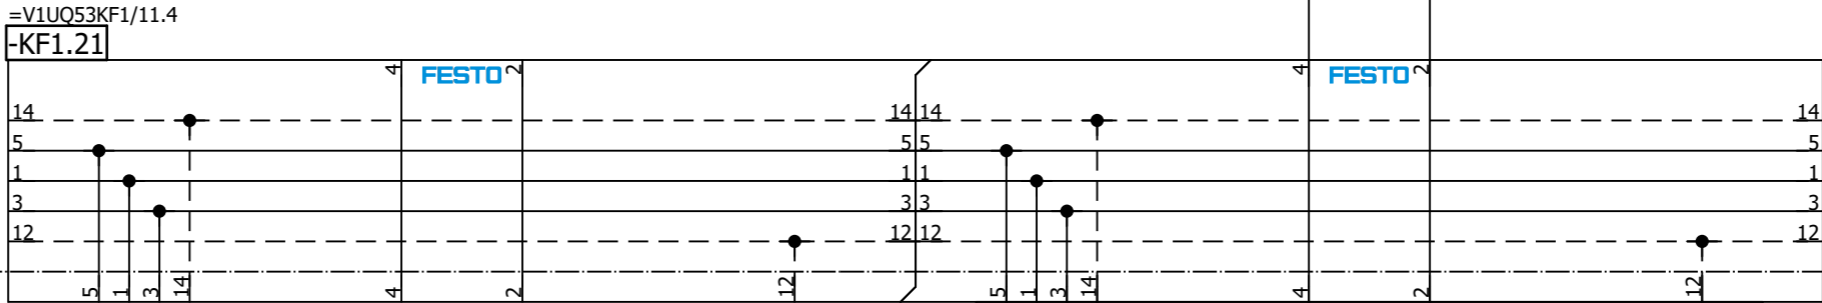 =V1UQ53KF1/11.4
-KF1.21
4 FESTO 2 4 FESTO 2
14 14 14 14
5 5 5 5
1 1 1 1
3 3 3 3
12 12 12 12
5 1 3 14 4 2 12 5 1 3 14 4 2 12